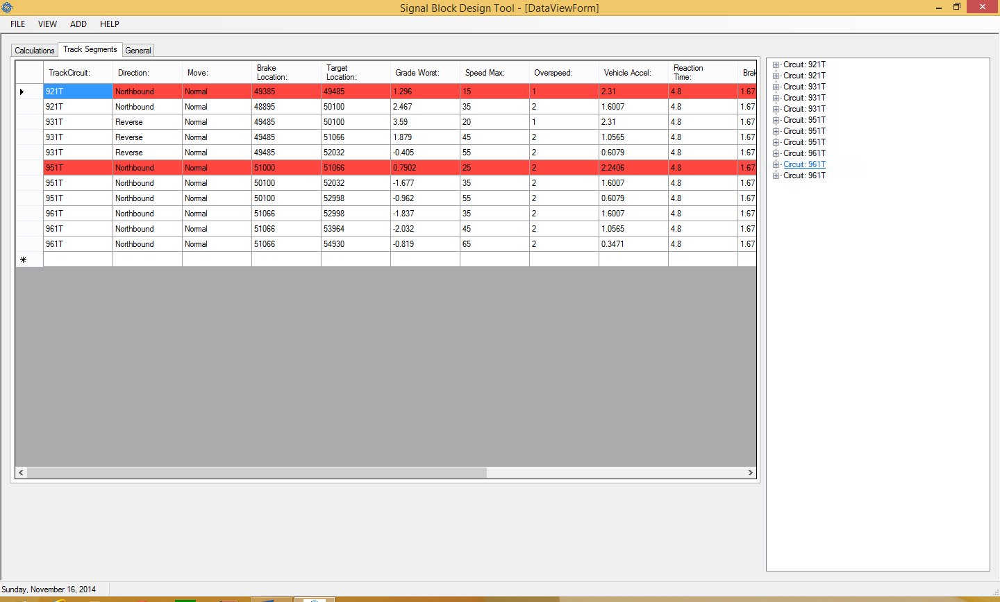 Signal Block Design Tool - [DataViewForm]
FILE VIEW ADD HELP
Calculations Track Segments General
TrackCircuit: Direction: Move: Brake Location: Target Location: Grade Worst: Speed Max: Overspeed: Vehicle Accel: Reaction Time: Brak
921T Northbound Normal 49385 49485 1.296 15 1 2.31 4.8 1.67
921T Northbound Normal 48895 50100 2.467 35 2 1.6007 4.8 1.67
931T Reverse Normal 49485 50100 3.59 20 1 2.31 4.8 1.67
931T Reverse Normal 49485 51066 1.879 45 2 1.0565 4.8 1.67
931T Reverse Normal 49485 52032 -0.405 55 2 0.6079 4.8 1.67
951T Northbound Normal 51000 51066 0.7902 25 2 2.2406 4.8 1.67
951T Northbound Normal 50100 52032 -1.677 35 2 1.6007 4.8 1.67
951T Northbound Normal 50100 52998 -0.962 55 2 0.6079 4.8 1.67
961T Northbound Normal 51066 52998 -1.837 35 2 1.6007 4.8 1.67
961T Northbound Normal 51066 53964 -2.032 45 2 1.0565 4.8 1.67
961T Northbound Normal 51066 54930 -0.819 65 2 0.3471 4.8 1.67
Circuit: 921T
Circuit: 921T
Circuit: 931T
Circuit: 931T
Circuit: 931T
Circuit: 951T
Circuit: 951T
Circuit: 951T
Circuit: 961T
Circuit: 961T
Circuit: 961T
Sunday, November 16, 2014